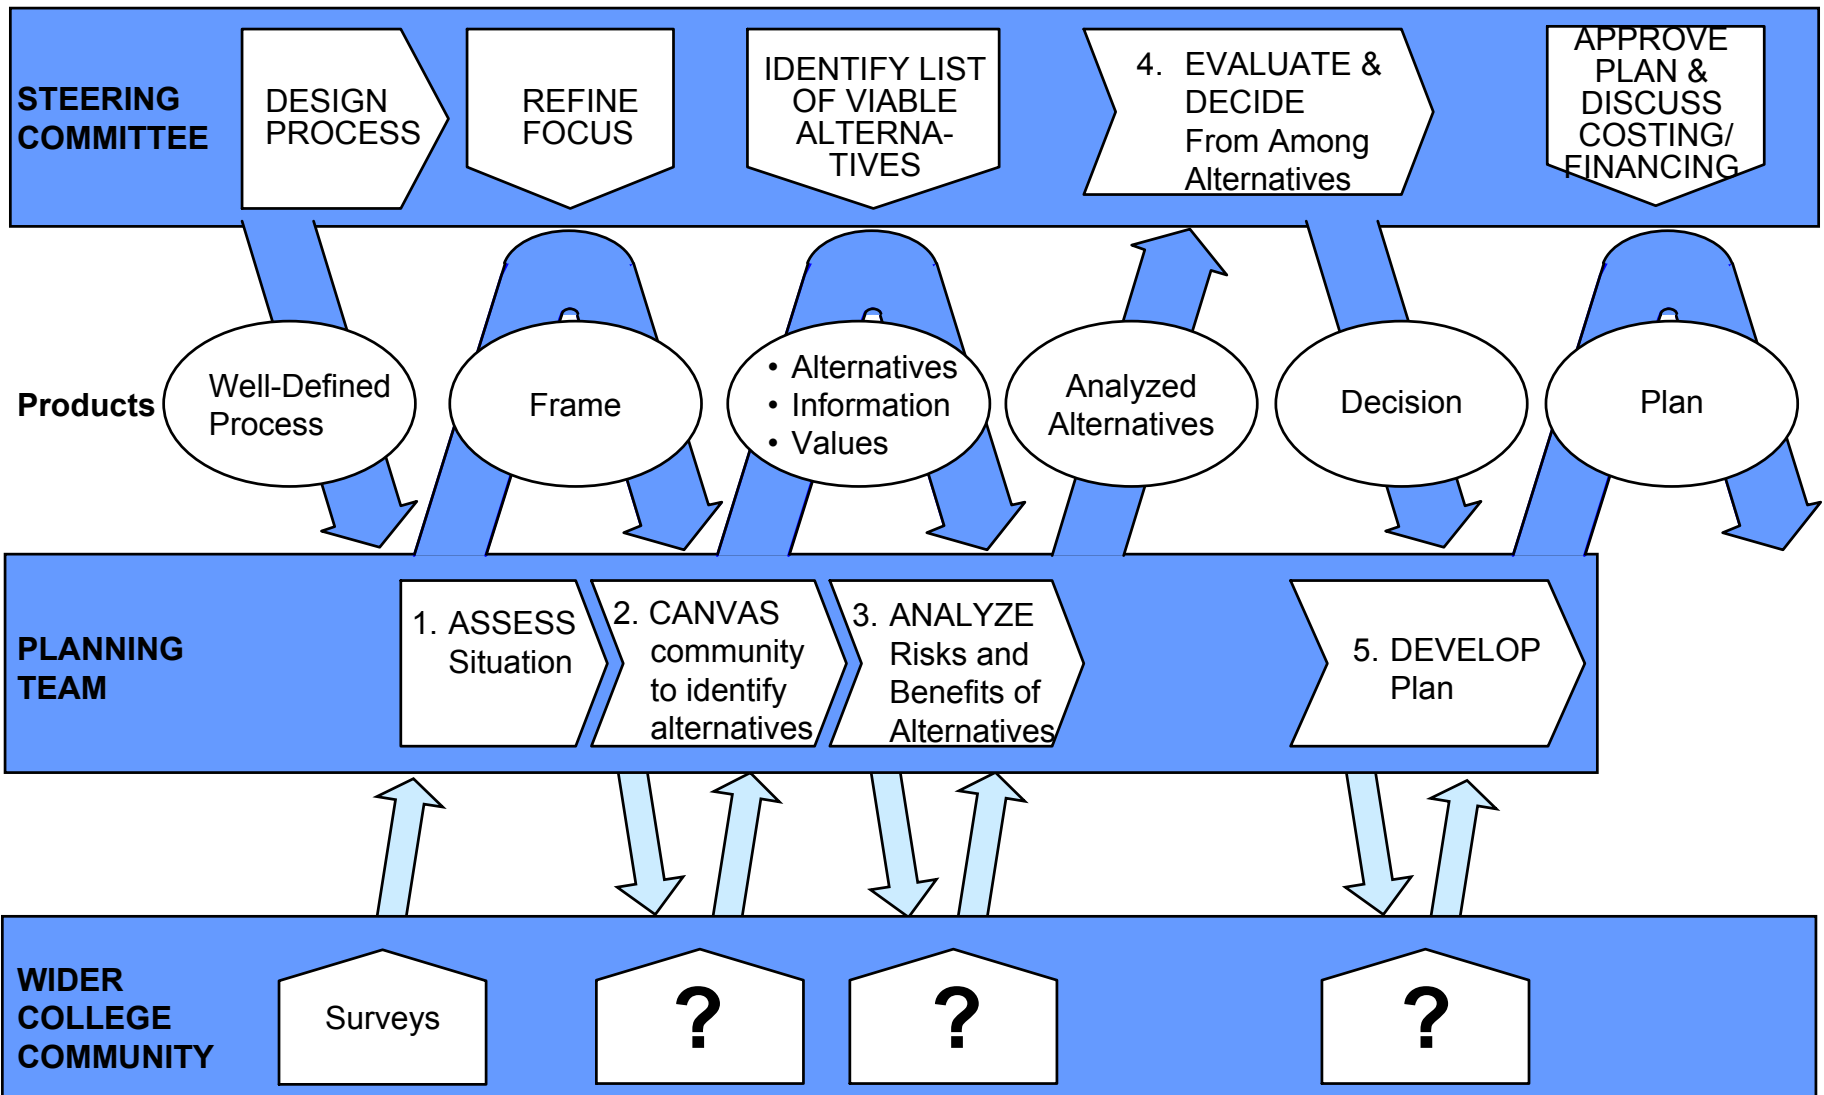 STEERING
COMMITTEE
DESIGN
PROCESS
REFINE
FOCUS
IDENTIFY LIST
OF VIABLE
ALTERNA-
TIVES
4. EVALUATE &
DECIDE
From Among
Alternatives
APPROVE
PLAN &
DISCUSS
COSTING/
FINANCING
Products
Well-Defined
Process
Frame
• Alternatives
• Information
• Values
Analyzed
Alternatives
Decision
Plan
PLANNING
TEAM
1. ASSESS
Situation
2. CANVAS
community
to identify
alternatives
3. ANALYZE
Risks and
Benefits of
Alternatives
5. DEVELOP
Plan
WIDER
COLLEGE
COMMUNITY
Surveys
?
?
?